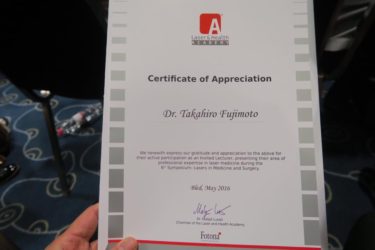 A
Laser & Health
ACADEMY
Certificate of Appreciation
Dr. Takahiro Fujimoto
We herewith express our gratitude and appreciation to the above for
their active participation as an Invited Lecturer, presenting their area of
professional expertise in laser medicine during the
6th Symposium: Lasers in Medicine and Surgery.
Bled, May 2016
Chairman of the Laser and Health Academy
Fotona